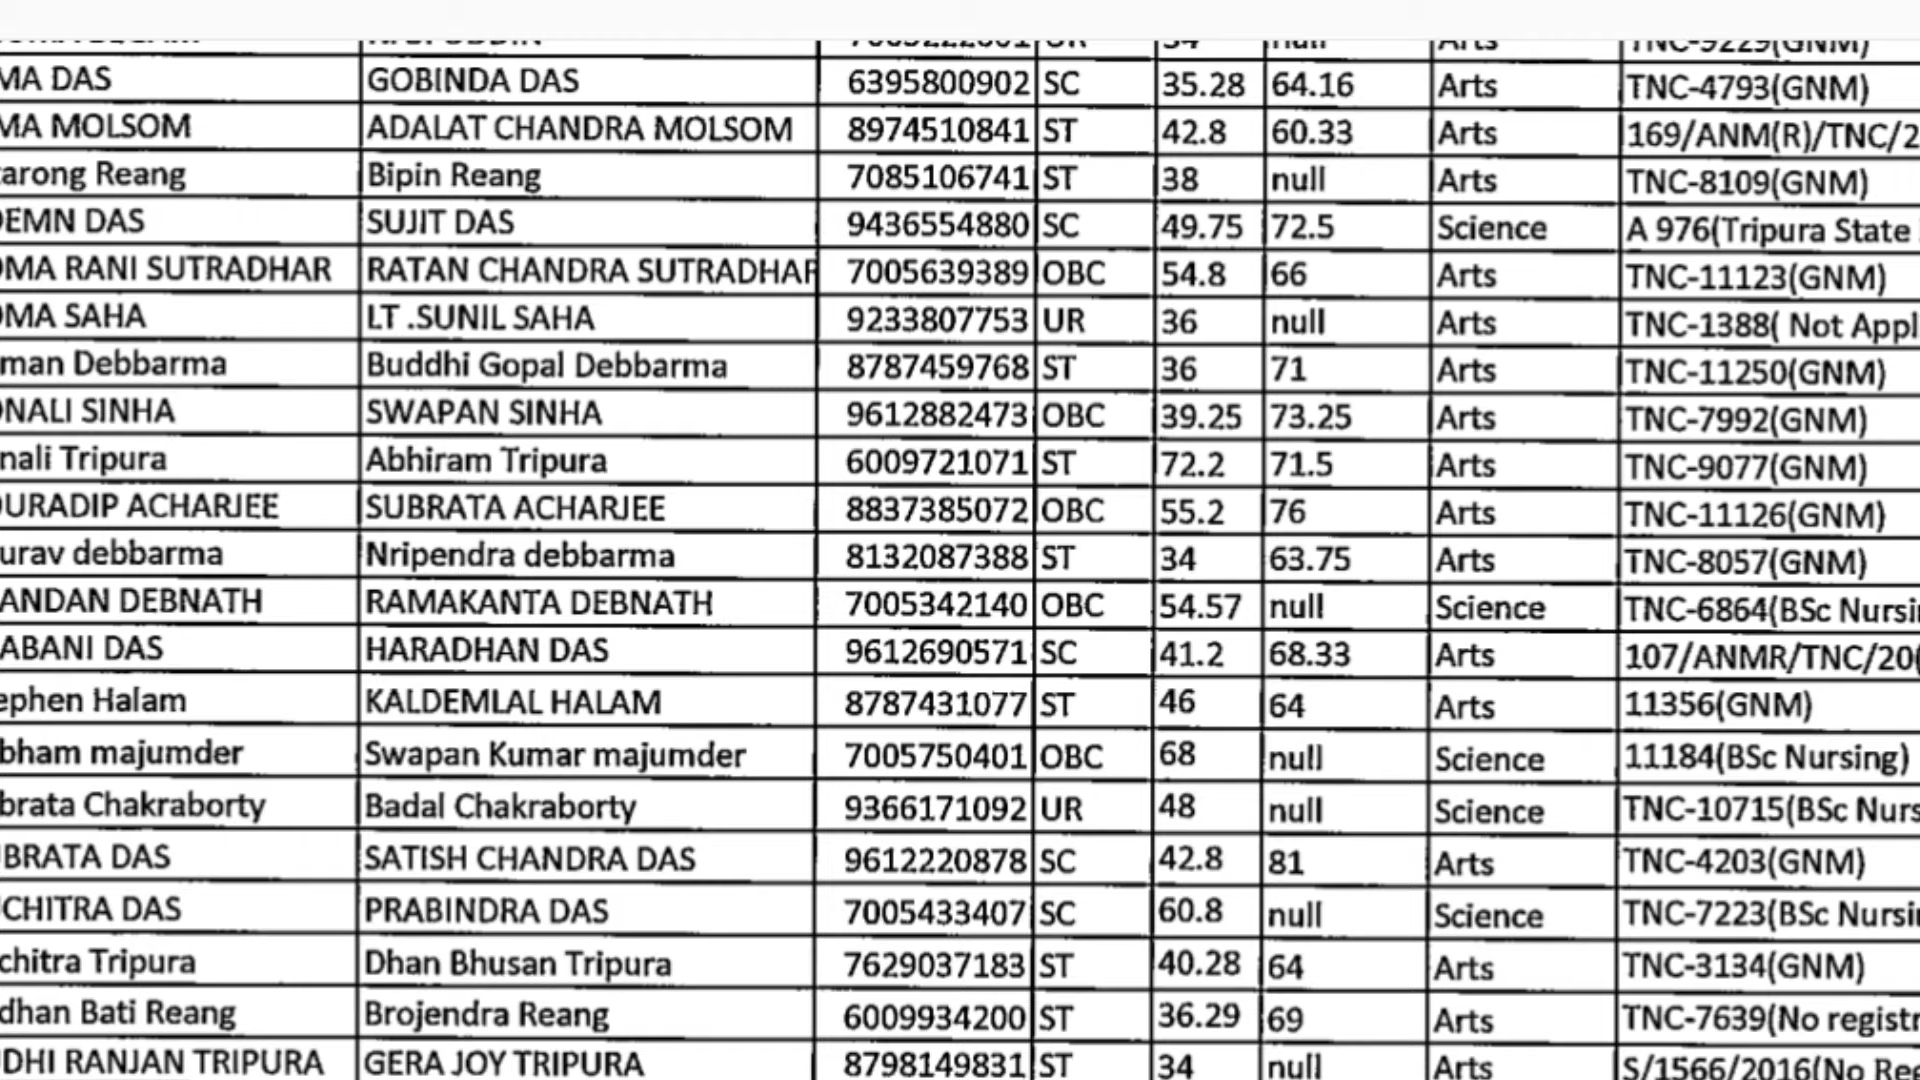 MA DAS GOBINDA DAS 6395800902 SC 35.28 64.16 Arts TNC-4793(GNM)
MA MOLSOM ADALAT CHANDRA MOLSOM 8974510841 ST 42.8 60.33 Arts 169/ANM(R)/TNC/2
arong Reang Bipin Reang 7085106741 ST 38 null Arts TNC-8109(GNM)
EMN DAS SUJIT DAS 9436554880 SC 49.75 72.5 Science A 976(Tripura State
OMA RANI SUTRADHAR RATAN CHANDRA SUTRADHAR 7005639389 OBC 54.8 66 Arts TNC-11123(GNM)
OMA SAHA LT .SUNIL SAHA 9233807753 UR 36 null Arts TNC-1388( Not Appl
man Debbarma Buddhi Gopal Debbarma 8787459768 ST 36 71 Arts TNC-11250(GNM)
ONALI SINHA SWAPAN SINHA 9612882473 OBC 39.25 73.25 Arts TNC-7992(GNM)
nali Tripura Abhiram Tripura 6009721071 ST 72.2 71.5 Arts TNC-9077(GNM)
OURADIP ACHARJEE SUBRATA ACHARJEE 8837385072 OBC 55.2 76 Arts TNC-11126(GNM)
urav debbarma Nripendra debbarma 8132087388 ST 34 63.75 Arts TNC-8057(GNM)
ANDAN DEBNATH RAMAKANTA DEBNATH 7005342140 OBC 54.57 null Science TNC-6864(BSc Nursin
ABANI DAS HARADHAN DAS 9612690571 SC 41.2 68.33 Arts 107/ANMR/TNC/20(
ephen Halam KALDEMLAL HALAM 8787431077 ST 46 64 Arts 11356(GNM)
bham majumder Swapan Kumar majumder 7005750401 OBC 68 null Science 11184(BSc Nursing)
brata Chakraborty Badal Chakraborty 9366171092 UR 48 null Science TNC-10715(BSc Nurs
BRATA DAS SATISH CHANDRA DAS 9612220878 SC 42.8 81 Arts TNC-4203(GNM)
CHITRA DAS PRABINDRA DAS 7005433407 SC 60.8 null Science TNC-7223(BSc Nursin
chitra Tripura Dhan Bhusan Tripura 7629037183 ST 40.28 64 Arts TNC-3134(GNM)
dhan Bati Reang Brojendra Reang 6009934200 ST 36.29 69 Arts TNC-7639(No registr
DHI RANJAN TRIPURA GERA JOY TRIPURA 8798149831 ST 34 null Arts S/1566/2016(No Reg